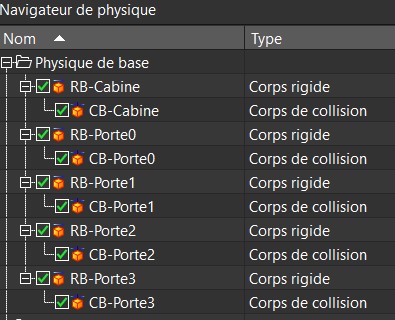 Navigateur de physique
Nom Type
Physique de base
RB-Cabine Corps rigide
CB-Cabine Corps de collision
RB-Porte0 Corps rigide
CB-Porte0 Corps de collision
RB-Porte1 Corps rigide
CB-Porte1 Corps de collision
RB-Porte2 Corps rigide
CB-Porte2 Corps de collision
RB-Porte3 Corps rigide
CB-Porte3 Corps de collision